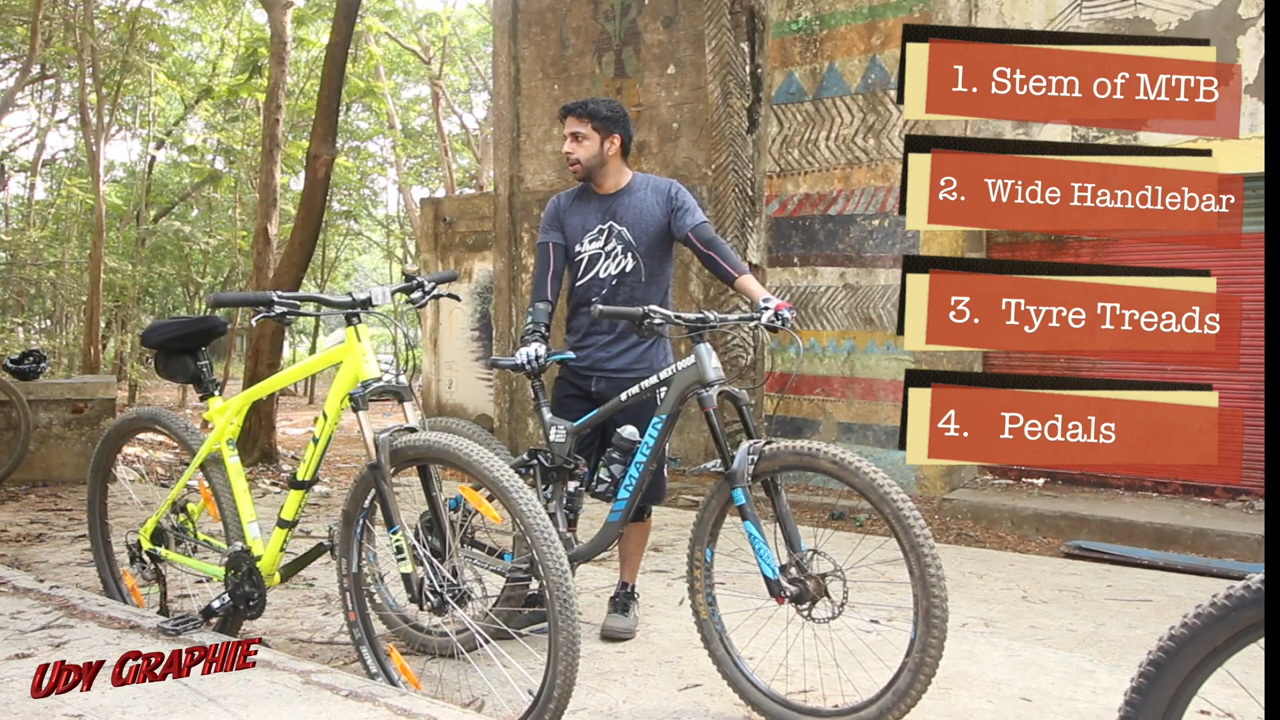 1. Stem of MTB
2. Wide Handlebar
3. Tyre Treads
4. Pedals
The Trail
Door
#THE TRAIL NEXT DOOR
MARIN
UDY GRAPHIE